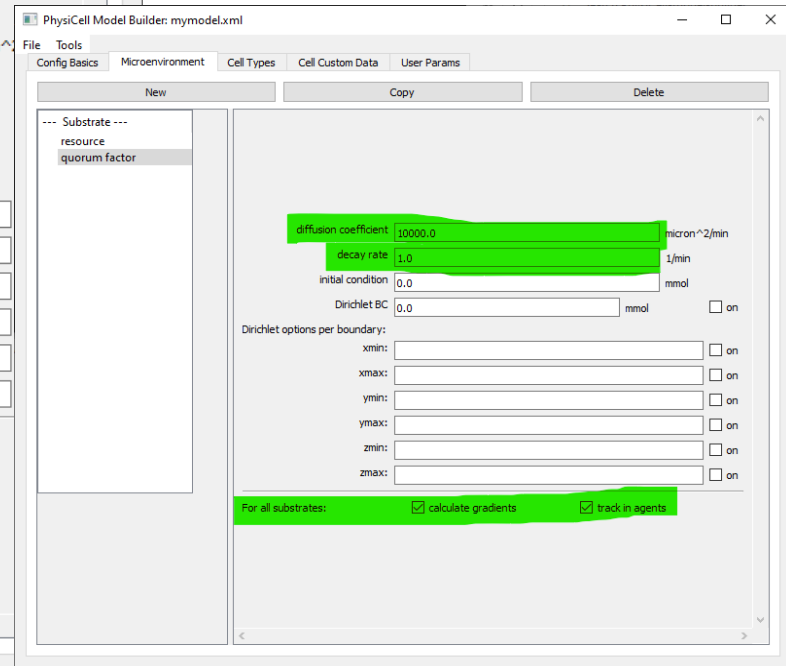 PhysiCell Model Builder: mymodel.xml
File Tools
Config Basics Microenvironment Cell Types Cell Custom Data User Params
New Copy Delete
--- Substrate ---
resource
quorum factor
diffusion coefficient 10000.0 micron^2/min
decay rate 1.0 1/min
initial condition 0.0 mmol
Dirichlet BC 0.0 mmol on
Dirichlet options per boundary:
xmin: on
xmax: on
ymin: on
ymax: on
zmin: on
zmax: on
For all substrates: calculate gradients track in agents